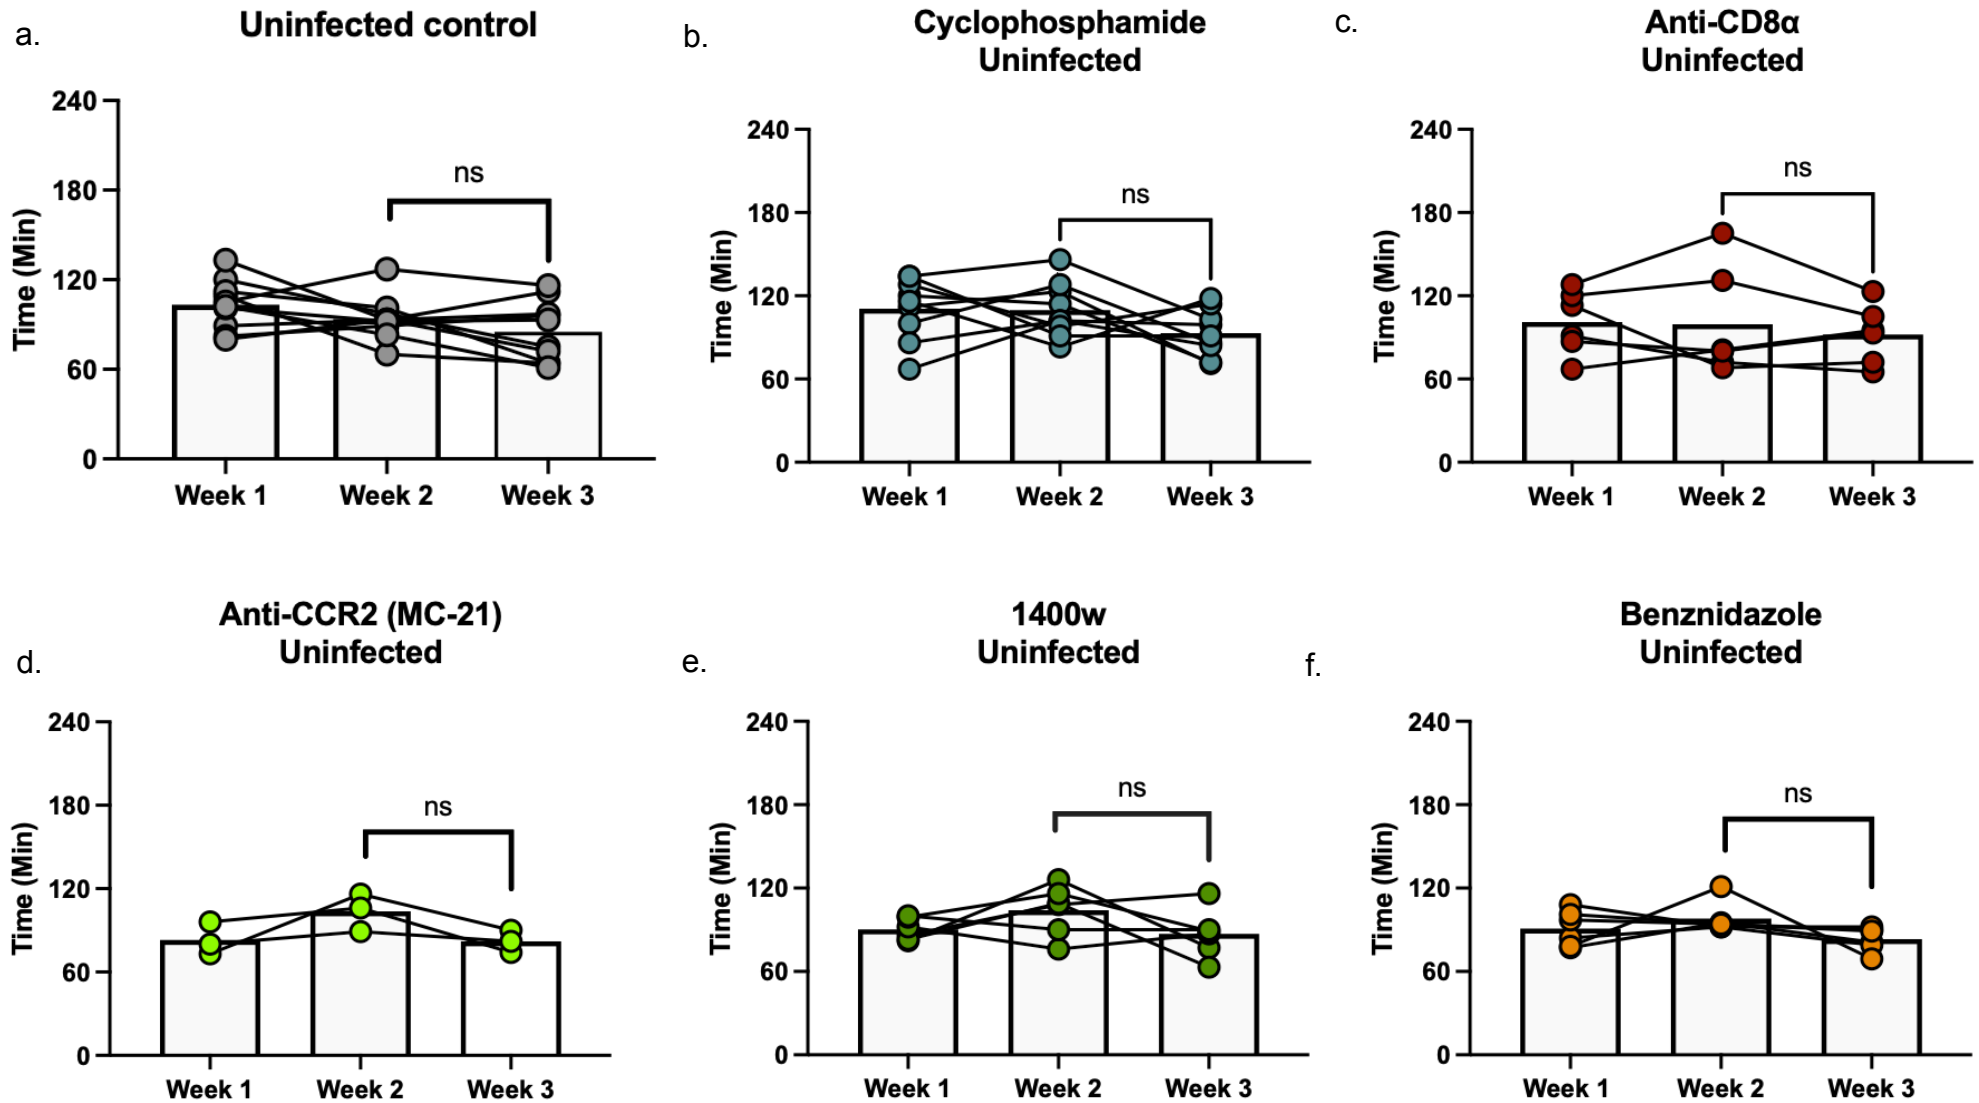 a.
Uninfected control
240
180
120
60
0
Time (Min)
ns
Week 1
Week 2
Week 3
b.
Cyclophosphamide
Uninfected
240
180
120
60
0
Time (Min)
ns
Week 1
Week 2
Week 3
c.
Anti-CD8α
Uninfected
240
180
120
60
0
Time (Min)
ns
Week 1
Week 2
Week 3
d.
Anti-CCR2 (MC-21)
Uninfected
240
180
120
60
0
Time (Min)
ns
Week 1
Week 2
Week 3
e.
1400w
Uninfected
240
180
120
60
0
Time (Min)
ns
Week 1
Week 2
Week 3
f.
Benznidazole
Uninfected
240
180
120
60
0
Time (Min)
ns
Week 1
Week 2
Week 3